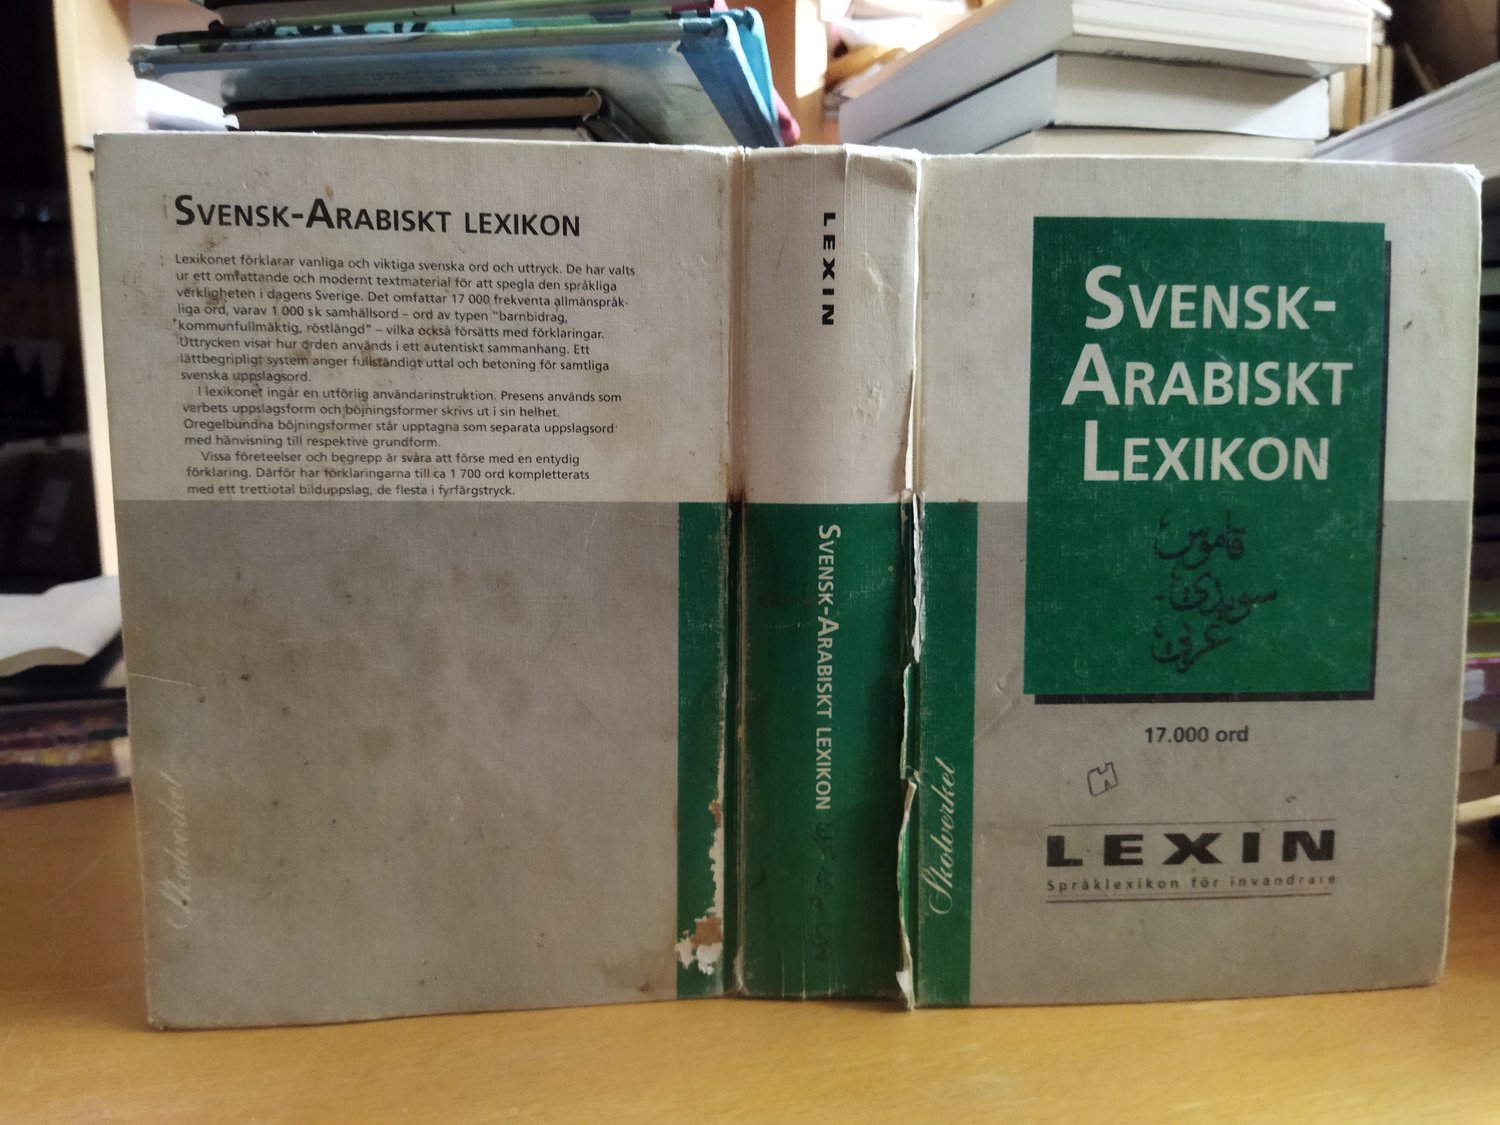 SVENSK-ARABISKT LEXIKON
Lexikonet förklarar vanliga och viktiga svenska ord och uttryck. De har valts
ur ett omfattande och modernt textmaterial för att spegla den språkliga
verkligheten i dagens Sverige. Det omfattar 17 000 frekventa allmänspråk-
liga ord, varav 1 000 s k samhällsord – ord av typen "barnbidrag,
kommunfullmäktig, röstlängd" – vilka också försätts med förklaringar.
Uttrycken visar hur orden används i ett autentiskt sammanhang. Ett
lättbegripligt system anger fullständigt uttal och betoning för samtliga
svenska uppslagsord.
I lexikonet ingår en utförlig användarinstruktion. Presens används som
verbets uppslagsform och böjningsformer skrivs ut i sin helhet.
Oregelbundna böjningsformer står upptagna som separata uppslagsord
med hänvisning till respektive grundform.
Vissa företeelser och begrepp är svåra att förse med en entydig
förklaring. Därför har förklaringarna till ca 1 700 ord kompletterats
med ett trettiotal bilduppslag, de flesta i fyrfärgstryck.
Skolverket
LEXIN
SVENSK-ARABISKT LEXIKON
Skolverket
SVENSK-
ARABISKT
LEXIKON
قاموس
سويدي -
عربي
17.000 ord
LEXIN
Språklexikon för invandrare